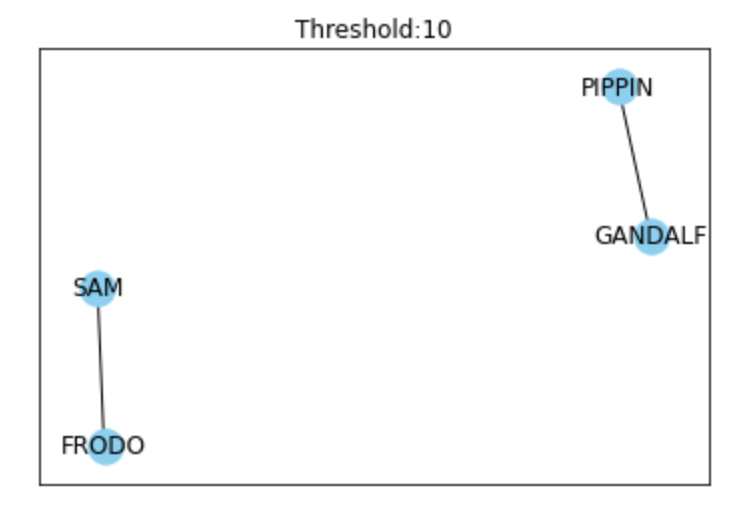 Threshold:10
PIPPIN
GANDALF
SAM
FRODO